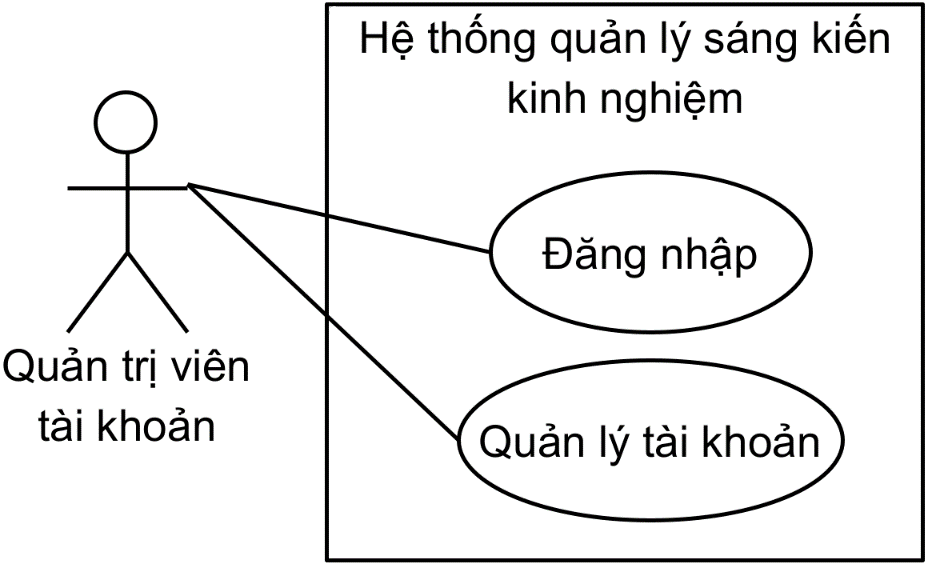 Hệ thống quản lý sáng kiến
kinh nghiệm
Đăng nhập
Quản trị viên
tài khoản
Quản lý tài khoản